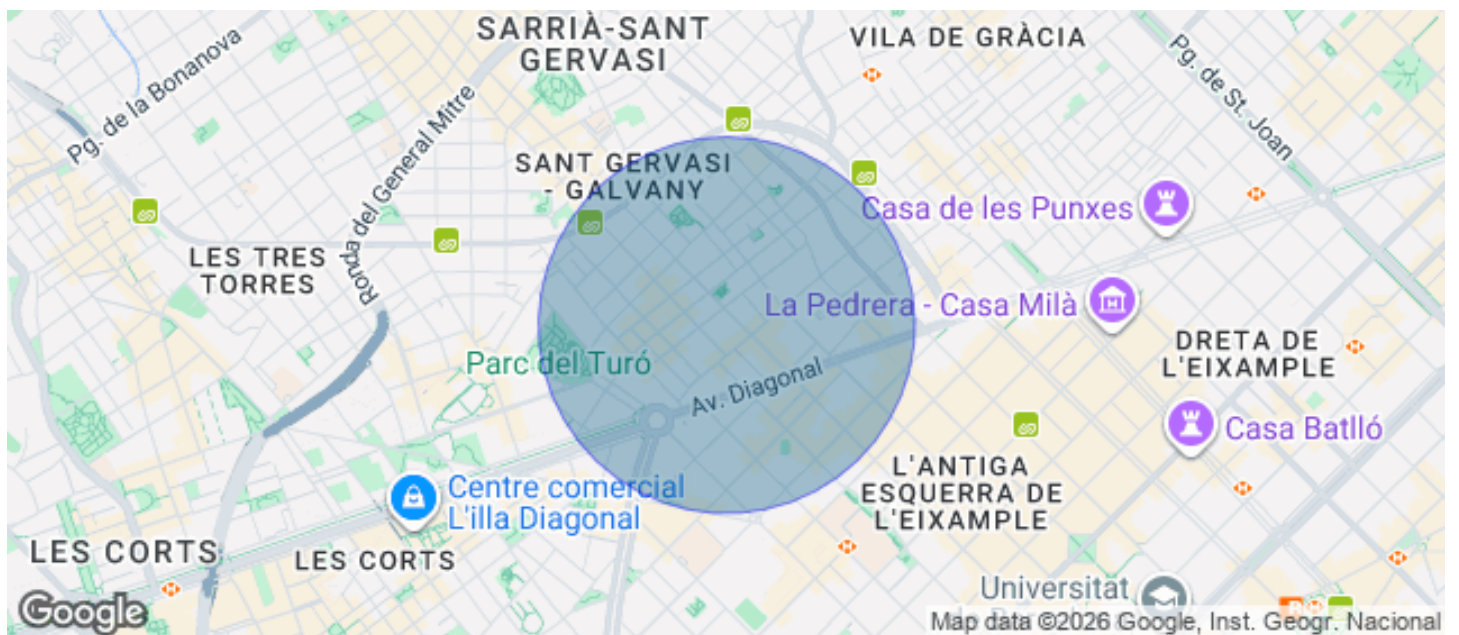 SARRIÀ-SANT
GERVASI
VILA DE GRÀCIA
Pg. de la Bonanova
Ronda del General Mitre
Pg. de St. Joan
SANT GERVASI
- GALVANY
Casa de les Punxes
LES TRES
TORRES
La Pedrera - Casa Milà
DRETA DE
L'EIXAMPLE
Parc del Turó
Av. Diagonal
Casa Batlló
L'ANTIGA
ESQUERRA DE
L'EIXAMPLE
Centre comercial
L'illa Diagonal
LES CORTS
LES CORTS
Universitat
Google
Map data ©2026 Google, Inst. Geogr. Nacional